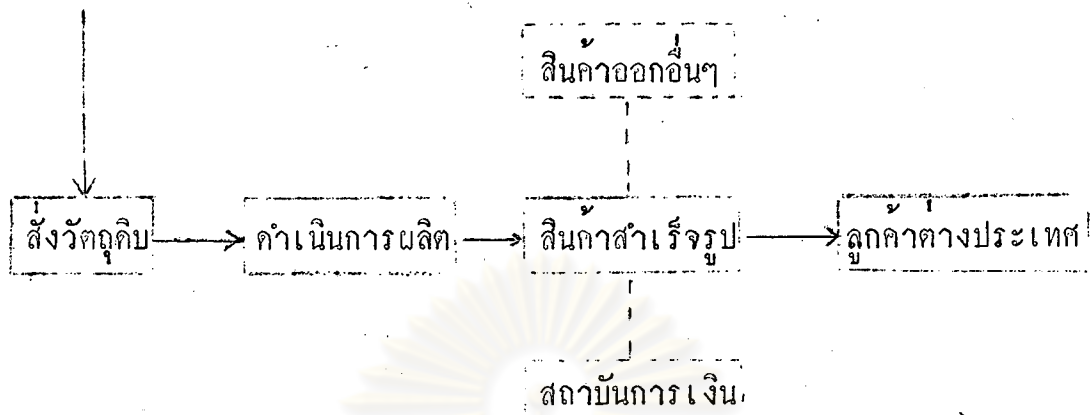 สินค้าออกอื่นๆ
สั่งวัตถุดิบ ดำเนินการผลิต สินค้าสำเร็จรูป ลูกค้าต่างประเทศ
สถาบันการเงิน